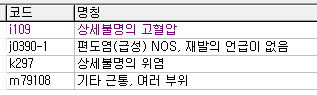 코드 명칭
i109 상세불명의 고혈압
j0390-1 편도염(급성) NOS, 재발의 언급이 없음
k297 상세불명의 위염
m79108 기타 근통, 여러 부위